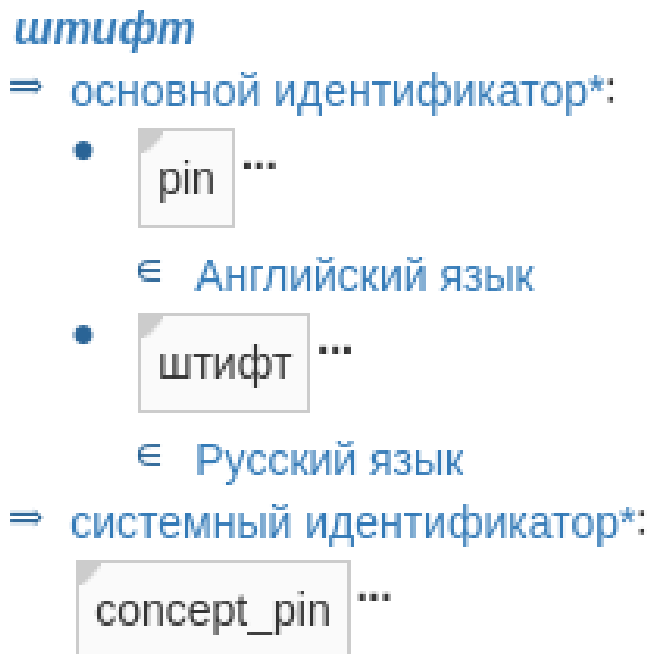 штифт
⇒ основной идентификатор*:
• pin ...
∈ Английский язык
• штифт ...
∈ Русский язык
⇒ системный идентификатор*:
concept_pin ...